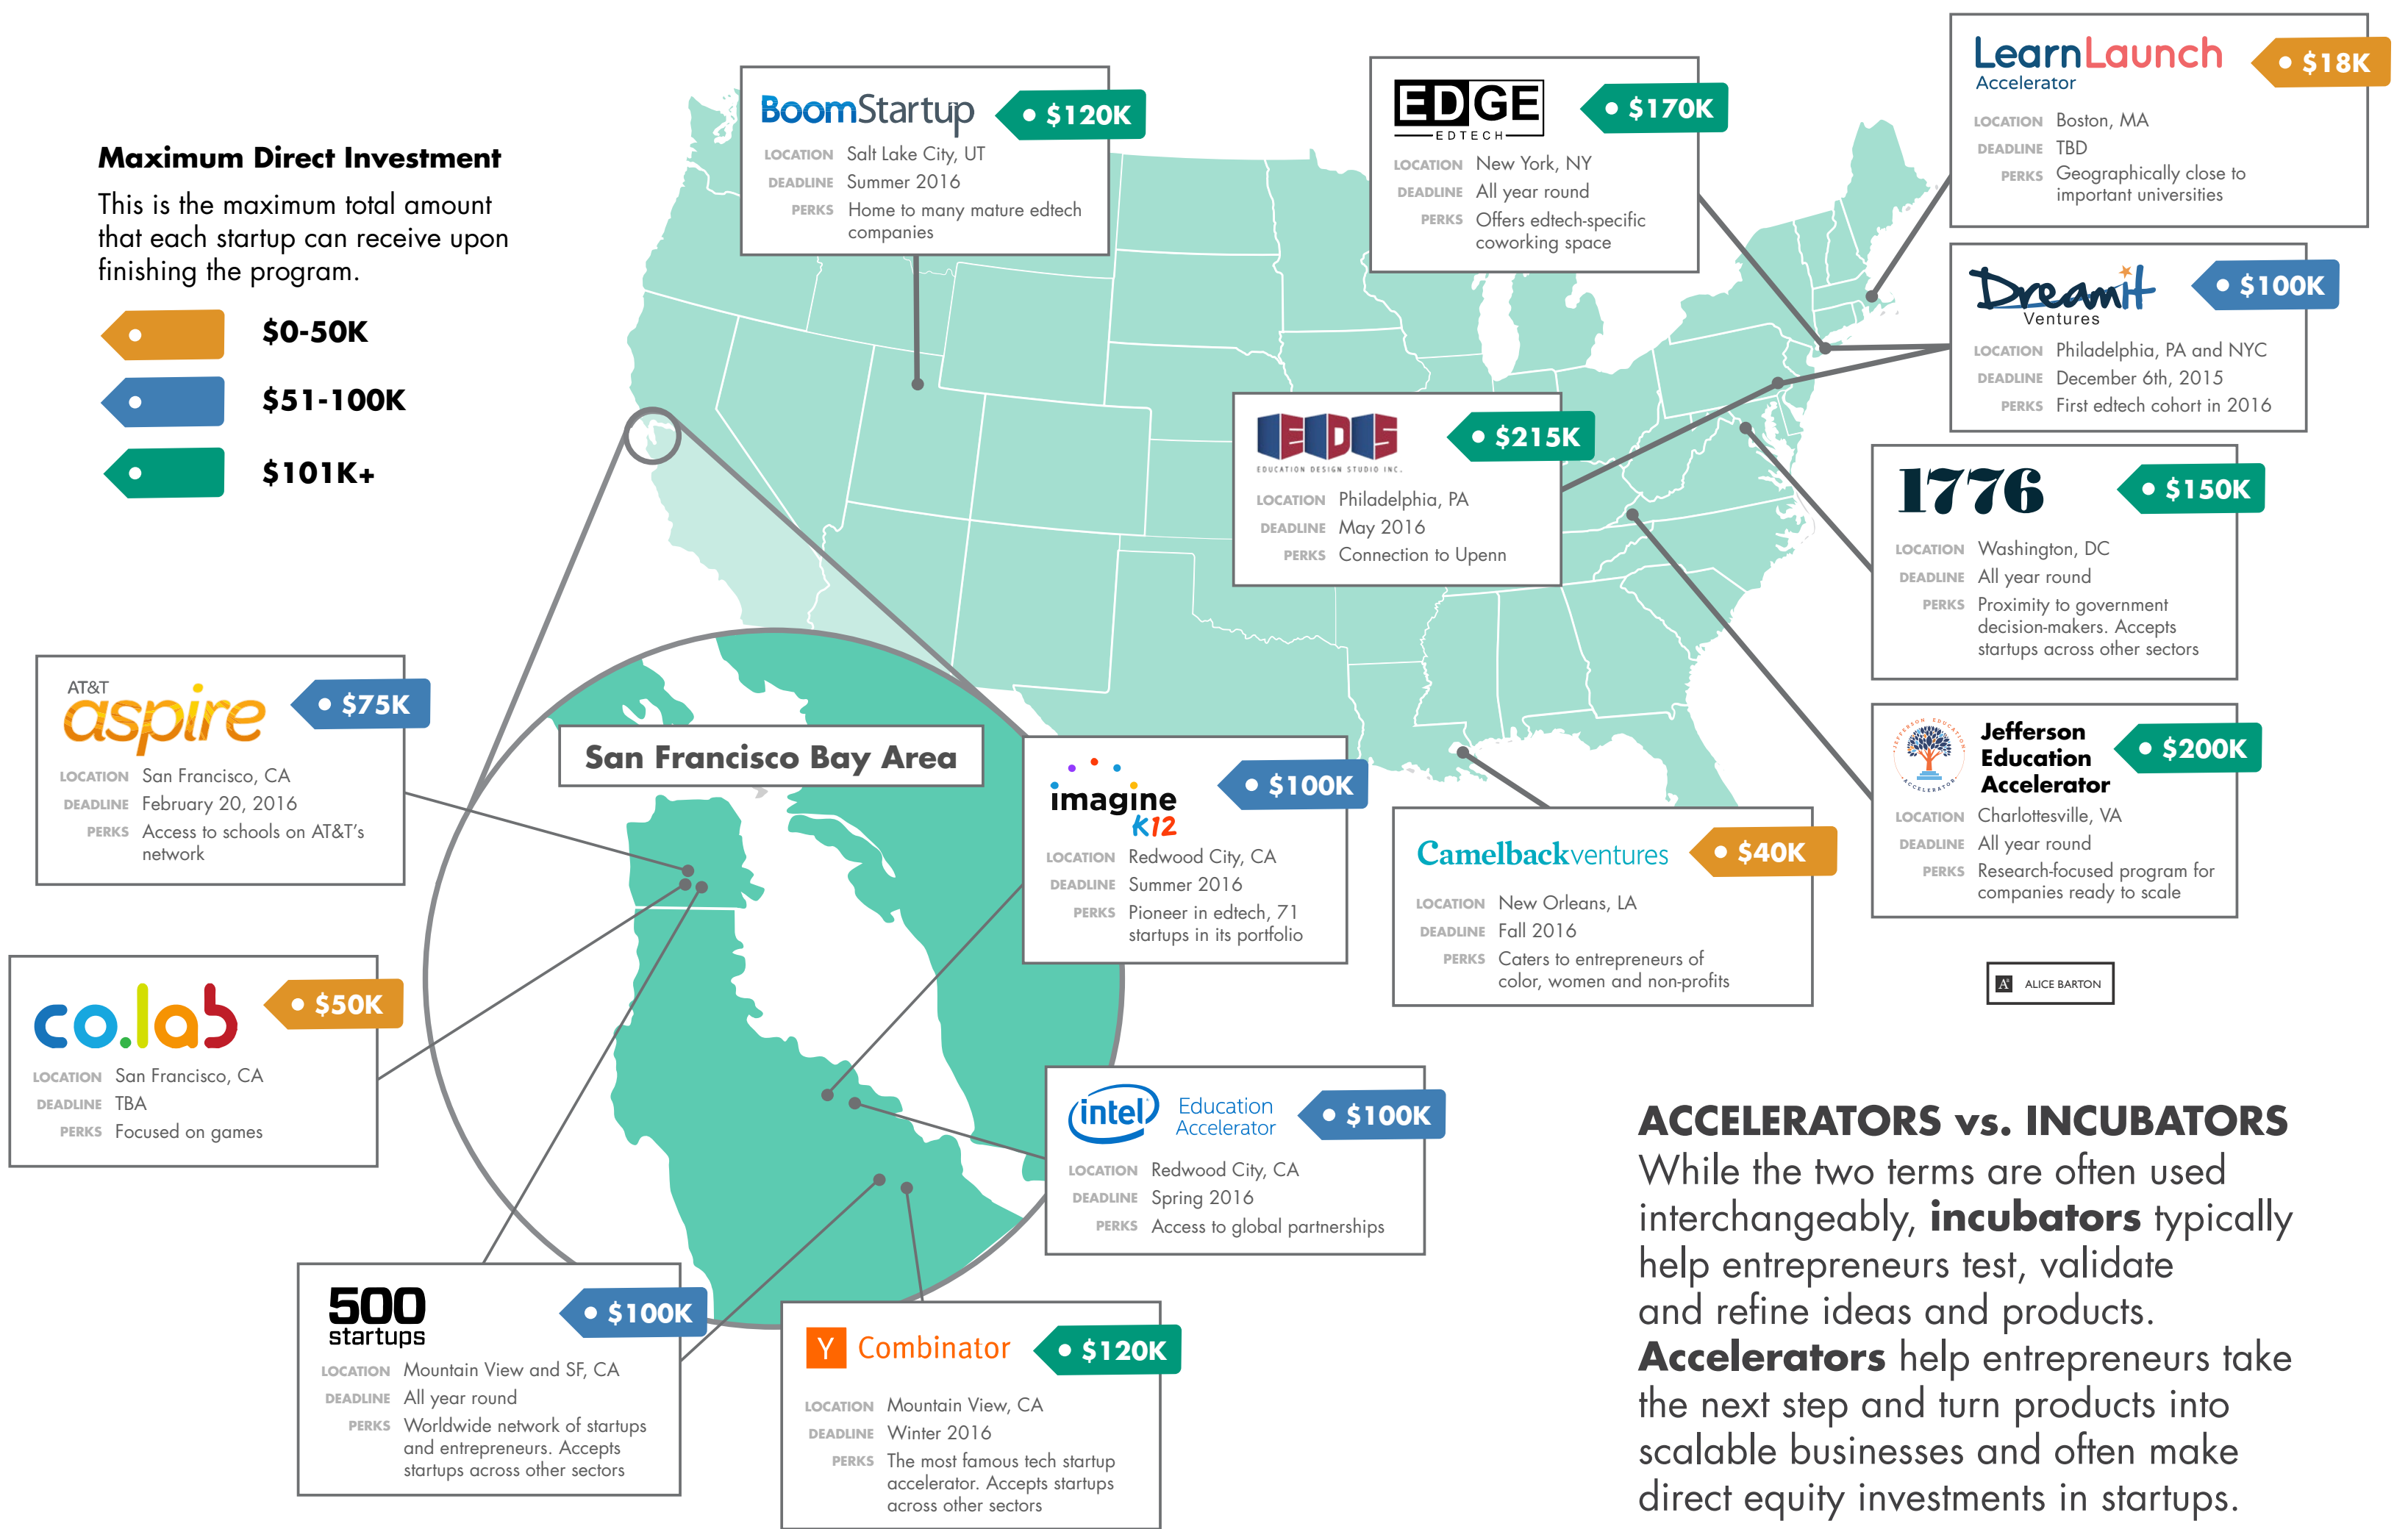 Maximum Direct Investment
This is the maximum total amount
that each startup can receive upon
finishing the program.
$0-50K
$51-100K
$101K+
BoomStartup
$120K
LOCATION Salt Lake City, UT
DEADLINE Summer 2016
PERKS Home to many mature edtech
companies
EDGE
EDTECH
$170K
LOCATION New York, NY
DEADLINE All year round
PERKS Offers edtech-specific
coworking space
LearnLaunch
Accelerator
$18K
LOCATION Boston, MA
DEADLINE TBD
PERKS Geographically close to
important universities
Dreamit
Ventures
$100K
LOCATION Philadelphia, PA and NYC
DEADLINE December 6th, 2015
PERKS First edtech cohort in 2016
EDS
EDUCATION DESIGN STUDIO INC.
$215K
LOCATION Philadelphia, PA
DEADLINE May 2016
PERKS Connection to Upenn
1776
$150K
LOCATION Washington, DC
DEADLINE All year round
PERKS Proximity to government
decision-makers. Accepts
startups across other sectors
AT&T
aspire
$75K
LOCATION San Francisco, CA
DEADLINE February 20, 2016
PERKS Access to schools on AT&T's
network
San Francisco Bay Area
imagine
K12
$100K
LOCATION Redwood City, CA
DEADLINE Summer 2016
PERKS Pioneer in edtech, 71
startups in its portfolio
Camelbackventures
$40K
LOCATION New Orleans, LA
DEADLINE Fall 2016
PERKS Caters to entrepreneurs of
color, women and non-profits
JEFFERSON EDUCATION
ACCELERATOR
Jefferson
Education
Accelerator
$200K
LOCATION Charlottesville, VA
DEADLINE All year round
PERKS Research-focused program for
companies ready to scale
A+ ALICE BARTON
co.lab
$50K
LOCATION San Francisco, CA
DEADLINE TBA
PERKS Focused on games
intel Education
Accelerator
$100K
LOCATION Redwood City, CA
DEADLINE Spring 2016
PERKS Access to global partnerships
500
startups
$100K
LOCATION Mountain View and SF, CA
DEADLINE All year round
PERKS Worldwide network of startups
and entrepreneurs. Accepts
startups across other sectors
Y Combinator
$120K
LOCATION Mountain View, CA
DEADLINE Winter 2016
PERKS The most famous tech startup
accelerator. Accepts startups
across other sectors
ACCELERATORS vs. INCUBATORS
While the two terms are often used
interchangeably, incubators typically
help entrepreneurs test, validate
and refine ideas and products.
Accelerators help entrepreneurs take
the next step and turn products into
scalable businesses and often make
direct equity investments in startups.